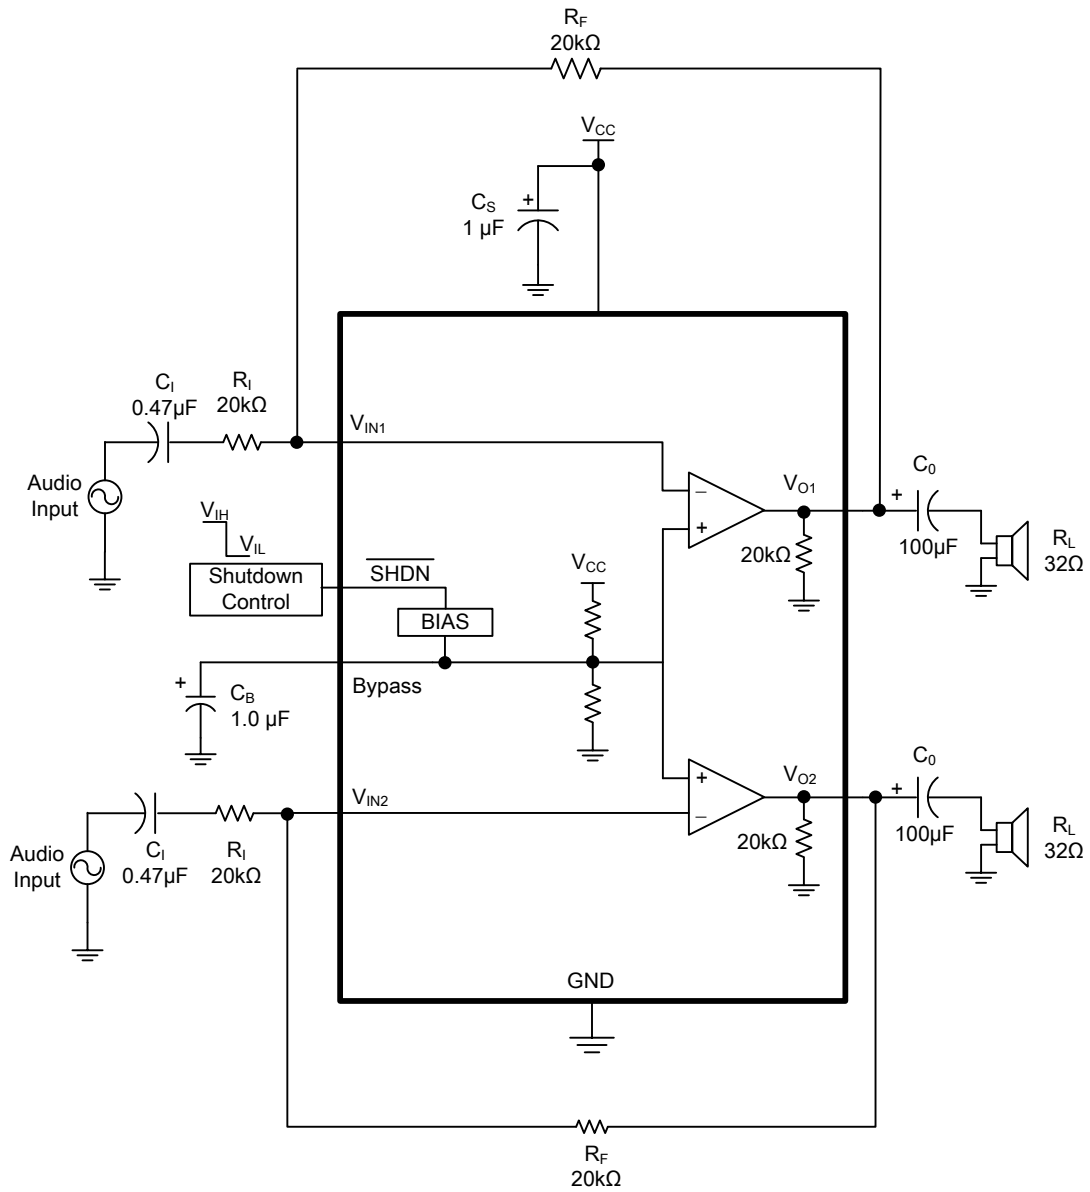 R_F
20kΩ
V_CC
C_S
+
1 µF
C_I
0.47µF
R_I
20kΩ
V_IN1
Audio
Input
V_IH
V_IL
Shutdown
Control
SHDN
BIAS
V_CC
−
+
V_O1
20kΩ
+
C_0
100µF
R_L
32Ω
+
C_B
1.0 µF
Bypass
Audio
Input
C_I
0.47µF
R_I
20kΩ
V_IN2
+
−
V_O2
20kΩ
+
C_0
100µF
R_L
32Ω
GND
R_F
20kΩ